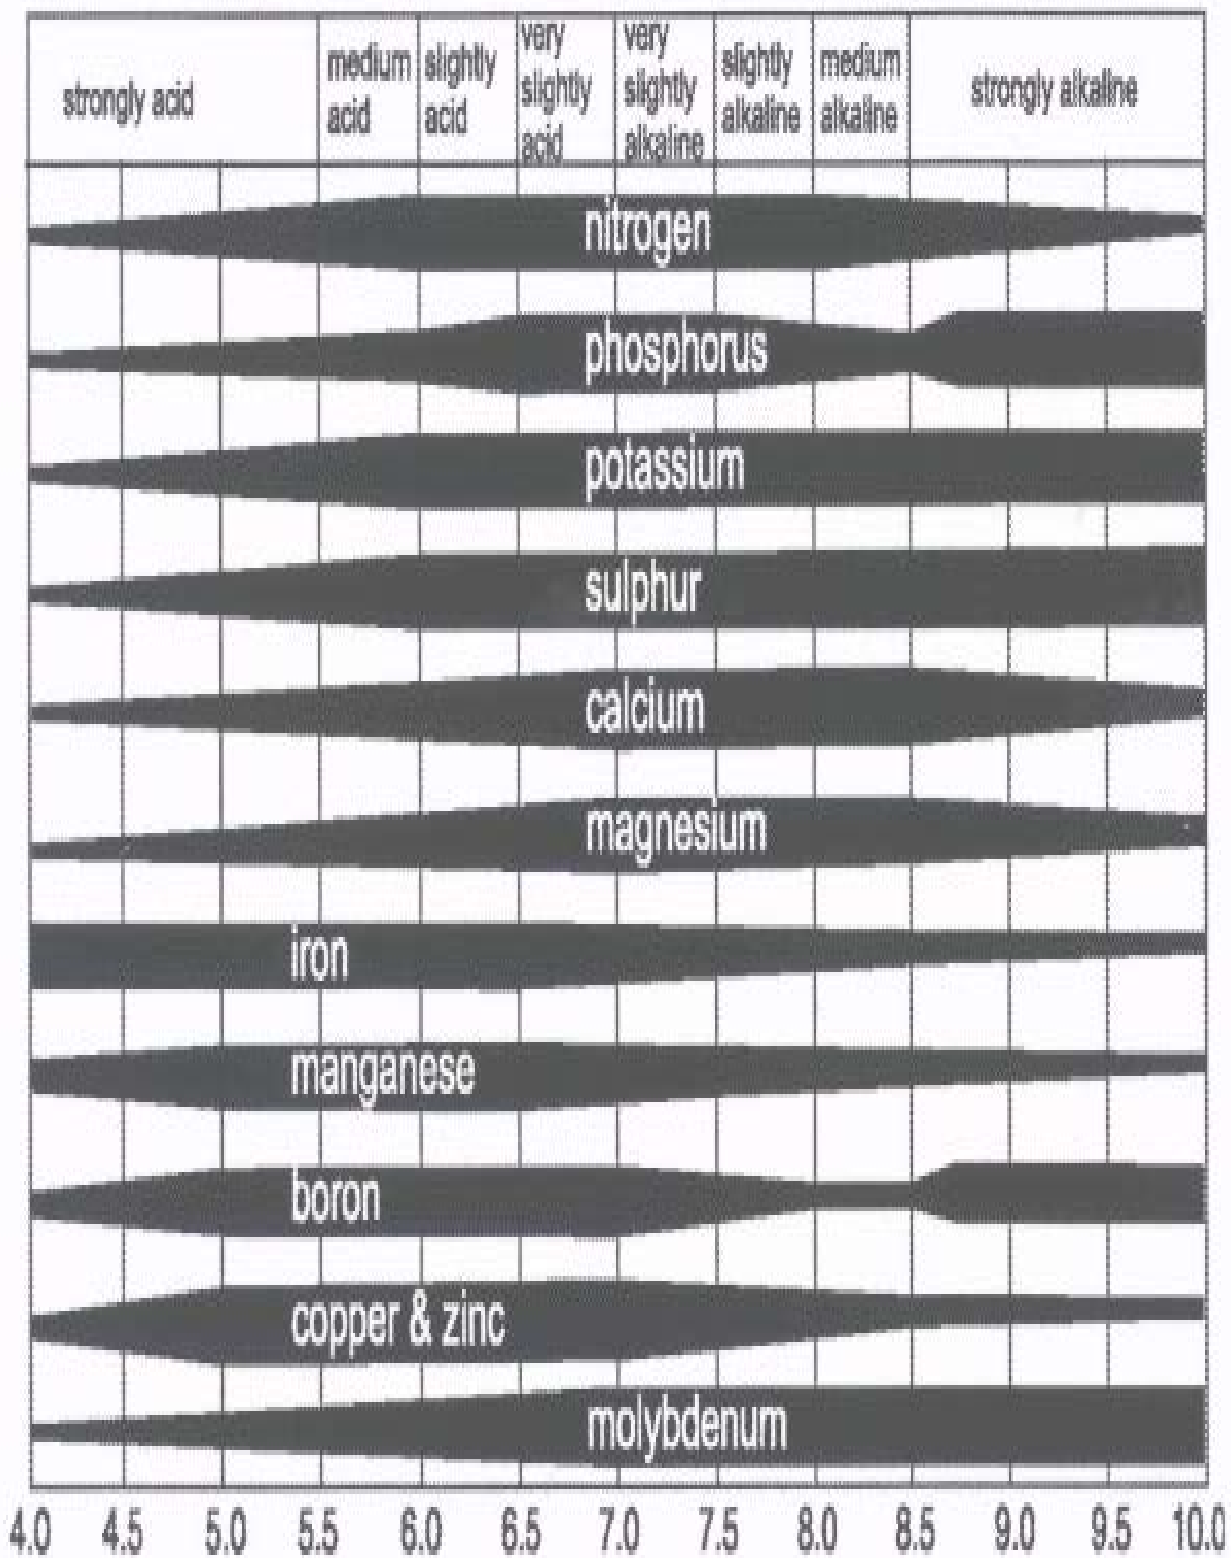 strongly acid
medium
acid
slightly
acid
very
slightly
acid
very
slightly
alkaline
slightly
alkaline
medium
alkaline
strongly alkaline
nitrogen
phosphorus
potassium
sulphur
calcium
magnesium
iron
manganese
boron
copper & zinc
molybdenum
4.0 4.5 5.0 5.5 6.0 6.5 7.0 7.5 8.0 8.5 9.0 9.5 10.0